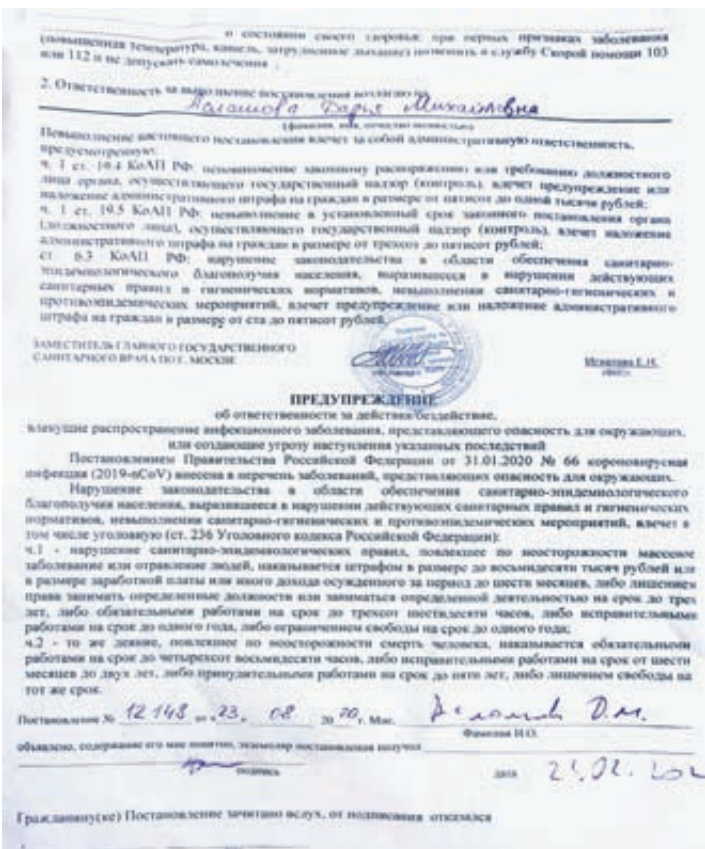 о состоянии своего здоровья: при первых признаках заболевания
(повышенная температура, кашель, затрудненное дыхание) позвонить в службу Скорой помощи 103
или 112 и не допускать самолечения.
2. Ответственность за выполнение постановления возлагаю на
Дарья Михайловна
(фамилия, имя, отчество полностью)
Невыполнение настоящего постановления влечет за собой административную ответственность,
предусмотренную:
ч. 1 ст. 19.4 КоАП РФ: неповиновение законному распоряжению или требованию должностного
лица органа, осуществляющего государственный надзор (контроль), влечет предупреждение или
наложение административного штрафа на граждан в размере от пятисот до одной тысячи рублей;
ч. 1 ст. 19.5 КоАП РФ: невыполнение в установленный срок законного постановления органа
(должностного лица), осуществляющего государственный надзор (контроль), влечет наложение
административного штрафа на граждан в размере от трехсот до пятисот рублей;
ст. 6.3 КоАП РФ: нарушение законодательства в области обеспечения санитарно-
эпидемиологического благополучия населения, выразившееся в нарушении действующих
санитарных правил и гигиенических нормативов, невыполнении санитарно-гигиенических и
противоэпидемических мероприятий, влечет предупреждение или наложение административного
штрафа на граждан в размере от ста до пятисот рублей.
ЗАМЕСТИТЕЛЬ ГЛАВНОГО ГОСУДАРСТВЕННОГО
САНИТАРНОГО ВРАЧА ПО Г. МОСКВЕ
ПРЕДУПРЕЖДЕНИЕ
об ответственности за действия/бездействие,
влекущие распространение инфекционного заболевания, представляющего опасность для окружающих,
или создающие угрозу наступления указанных последствий
Постановлением Правительства Российской Федерации от 31.01.2020 № 66 короновирусная
инфекция (2019-nCoV) внесена в перечень заболеваний, представляющих опасность для окружающих.
Нарушение законодательства в области обеспечения санитарно-эпидемиологического
благополучия населения, выразившееся в нарушении действующих санитарных правил и гигиенических
нормативов, невыполнении санитарно-гигиенических и противоэпидемических мероприятий, влечет в
том числе уголовную (ст. 236 Уголовного кодекса Российской Федерации):
ч.1 - нарушение санитарно-эпидемиологических правил, повлекшее по неосторожности массовое
заболевание или отравление людей, наказывается штрафом в размере до восьмидесяти тысяч рублей или
в размере заработной платы или иного дохода осужденного за период до шести месяцев, либо лишением
права занимать определенные должности или заниматься определенной деятельностью на срок до трех
лет, либо обязательными работами на срок до трехсот шестидесяти часов, либо исправительными
работами на срок до одного года, либо ограничением свободы на срок до одного года;
ч.2 - то же деяние, повлекшее по неосторожности смерть человека, наказывается обязательными
работами на срок до четырехсот восьмидесяти часов, либо исправительными работами на срок от шести
месяцев до двух лет, либо принудительными работами на срок до пяти лет, либо лишением свободы на
тот же срок.
Постановление № 12 148 от «23» 08 2020 г. Мне, Д.М.
Фамилия И.О.
объявлено, содержание его мне понятно, экземпляр постановления получил
подпись дата
Гражданину(ке) Постановление зачитано вслух, от подписания отказался